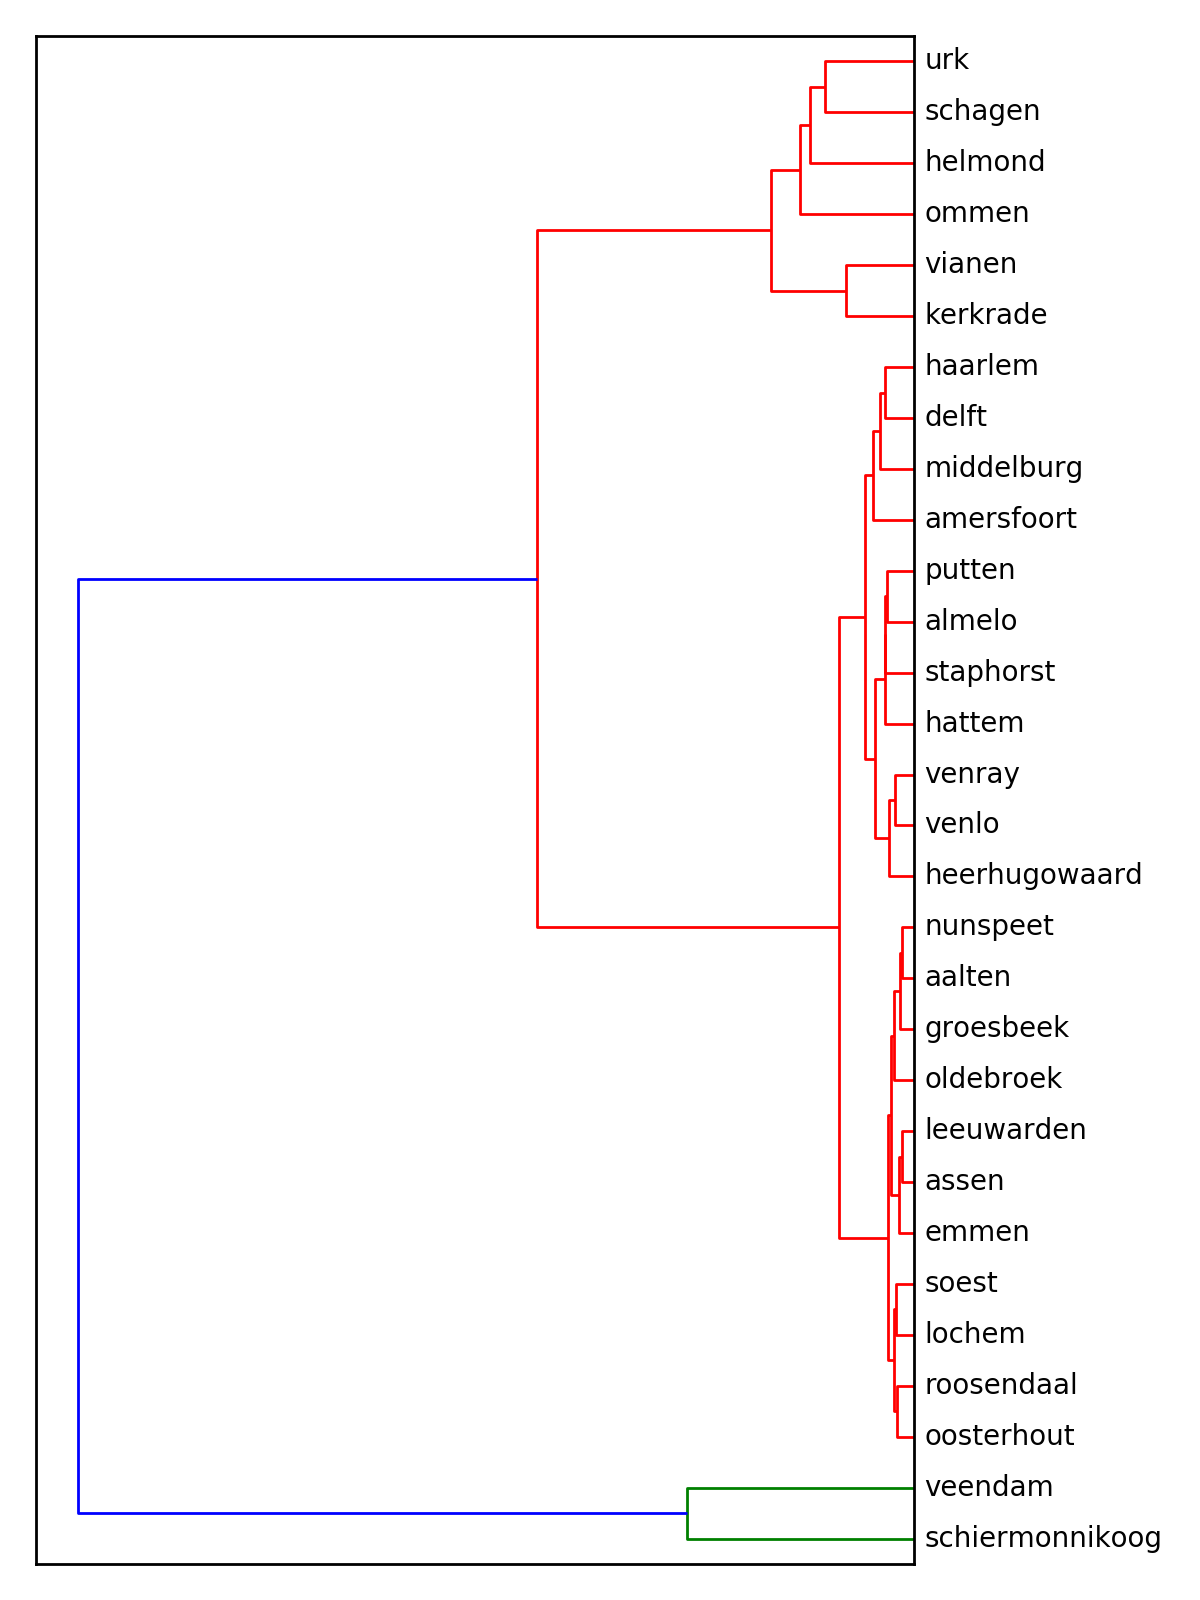 urk
schagen
helmond
ommen
vianen
kerkrade
haarlem
delft
middelburg
amersfoort
putten
almelo
staphorst
hattem
venray
venlo
heerhugowaard
nunspeet
aalten
groesbeek
oldebroek
leeuwarden
assen
emmen
soest
lochem
roosendaal
oosterhout
veendam
schiermonnikoog